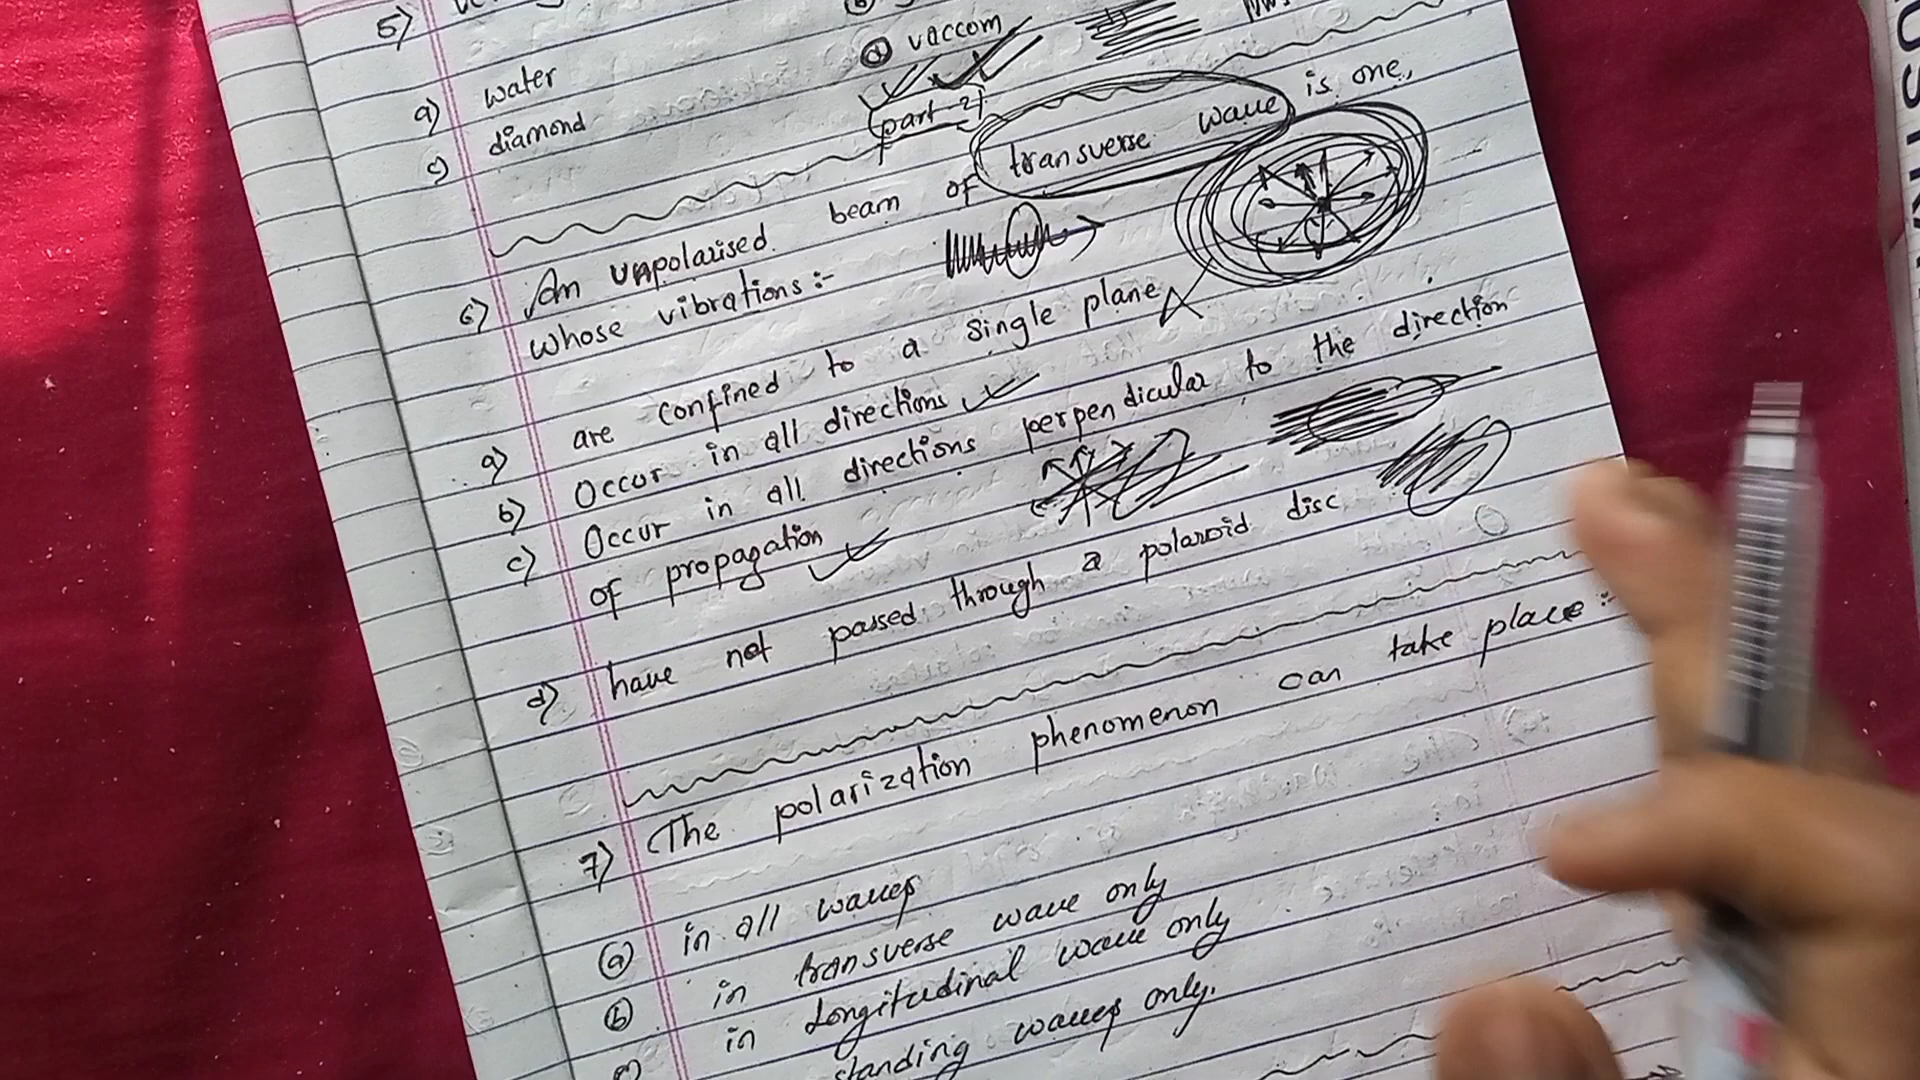 5)
a) water
d vaccom
c) diamond
part-2
6) An unpolarised beam of transverse wave is one,
whose vibrations :-
a) are confined to a single plane
b) Occur in all directions
c) Occur in all directions perpendicular to the direction
of propagation
d) have not passed through a polaroid disc
7) The polarization phenomenon can take place :-
a in all waves
b in transverse wave only
in Longitudinal wave only
standing waves only.